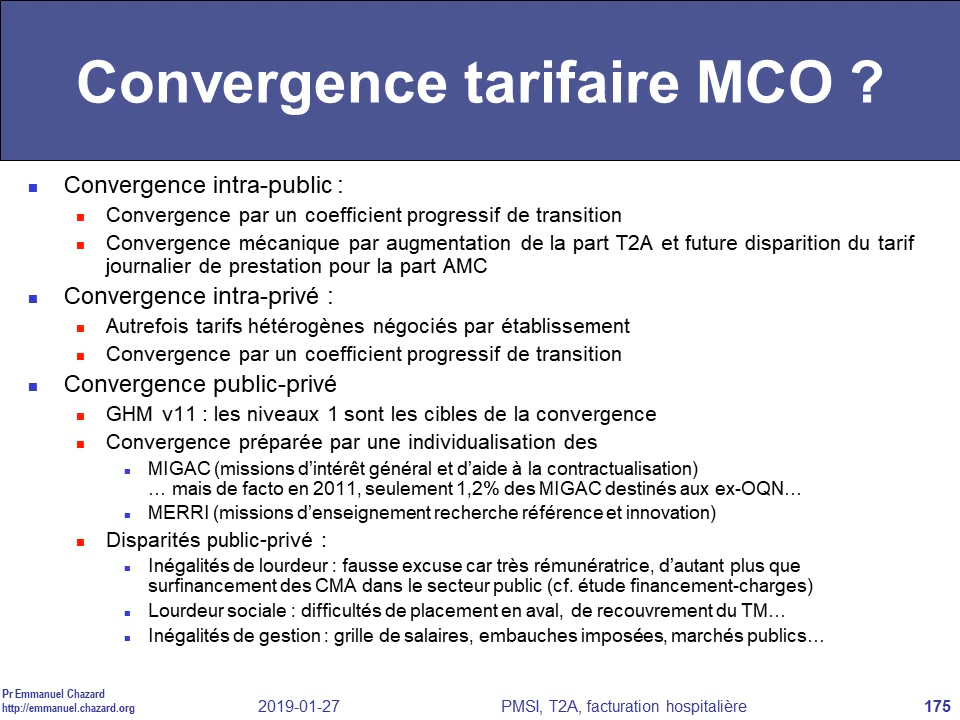 Convergence tarifaire MCO ?
Convergence intra-public :
Convergence par un coefficient progressif de transition
Convergence mécanique par augmentation de la part T2A et future disparition du tarif
journalier de prestation pour la part AMC
Convergence intra-privé :
Autrefois tarifs hétérogènes négociés par établissement
Convergence par un coefficient progressif de transition
Convergence public-privé
GHM v11 : les niveaux 1 sont les cibles de la convergence
Convergence préparée par une individualisation des
MIGAC (missions d’intérêt général et d’aide à la contractualisation)
… mais de facto en 2011, seulement 1,2% des MIGAC destinés aux ex-OQN…
MERRI (missions d’enseignement recherche référence et innovation)
Disparités public-privé :
Inégalités de lourdeur : fausse excuse car très rémunératrice, d’autant plus que
surfinancement des CMA dans le secteur public (cf. étude financement-charges)
Lourdeur sociale : difficultés de placement en aval, de recouvrement du TM…
Inégalités de gestion : grille de salaires, embauches imposées, marchés publics…
Pr Emmanuel Chazard
http://emmanuel.chazard.org
2019-01-27
PMSI, T2A, facturation hospitalière
175